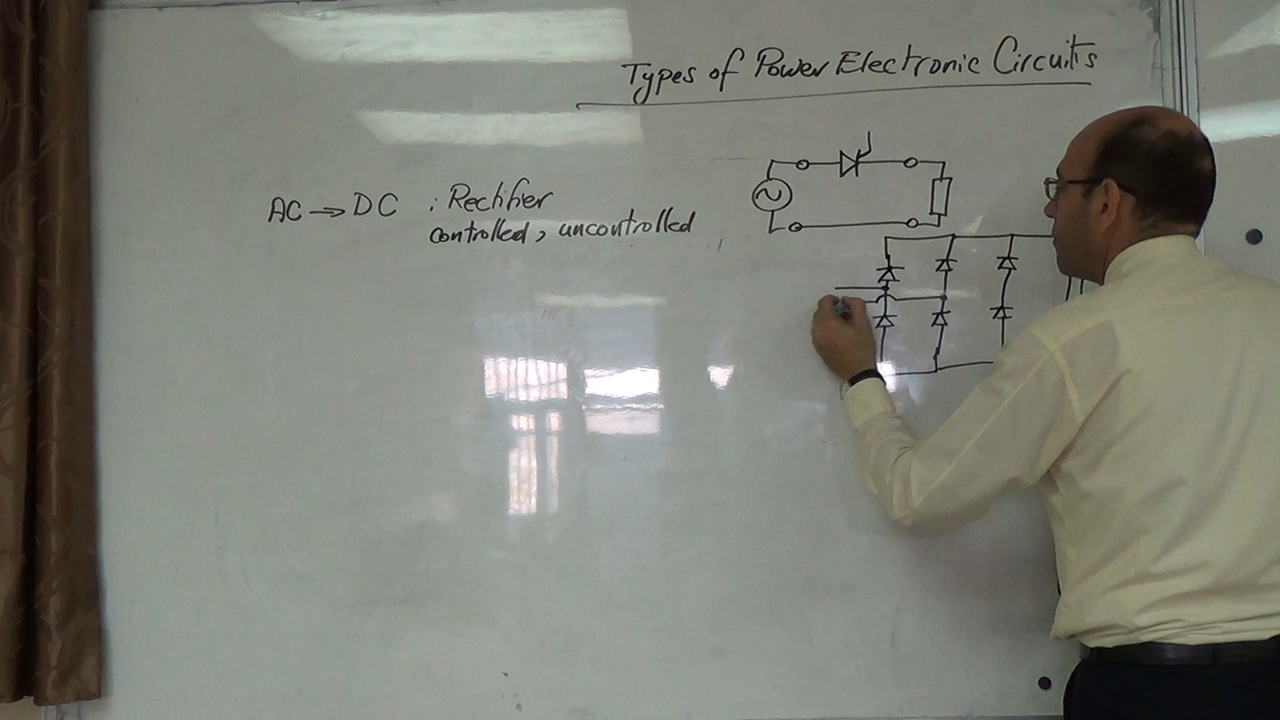 Types of Power Electronic Circuits
AC → DC : Rectifier
controlled, uncontrolled